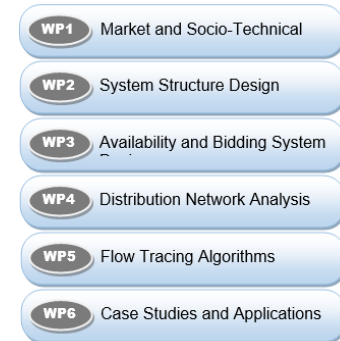 WP1 Market and Socio-Technical
WP2 System Structure Design
WP3 Availability and Bidding System
WP4 Distribution Network Analysis
WP5 Flow Tracing Algorithms
WP6 Case Studies and Applications